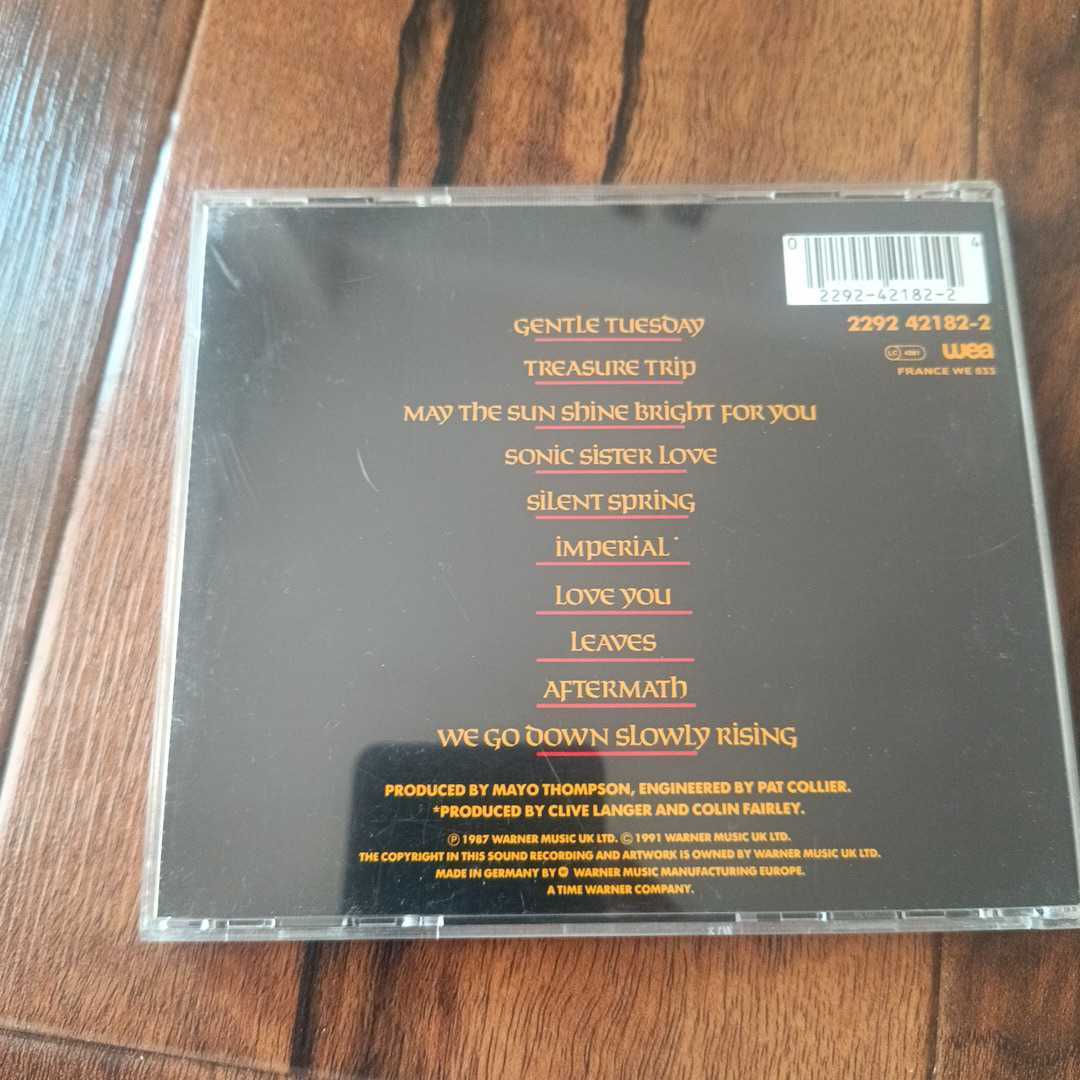 0 4
2292-42182-2
GENTLE TUESDAY
2292 42182-2
TREASURE TRIP
LC 4281 wea
FRANCE WE 833
MAY THE SUN SHINE BRIGHT FOR YOU
SONIC SISTER LOVE
SILENT SPRING
IMPERIAL*
LOVE YOU
LEAVES
AFTERMATH
WE GO DOWN SLOWLY RISING
PRODUCED BY MAYO THOMPSON, ENGINEERED BY PAT COLLIER.
*PRODUCED BY CLIVE LANGER AND COLIN FAIRLEY.
℗ 1987 WARNER MUSIC UK LTD. © 1991 WARNER MUSIC UK LTD.
THE COPYRIGHT IN THIS SOUND RECORDING AND ARTWORK IS OWNED BY WARNER MUSIC UK LTD.
MADE IN GERMANY BY WARNER MUSIC MANUFACTURING EUROPE.
A TIME WARNER COMPANY.